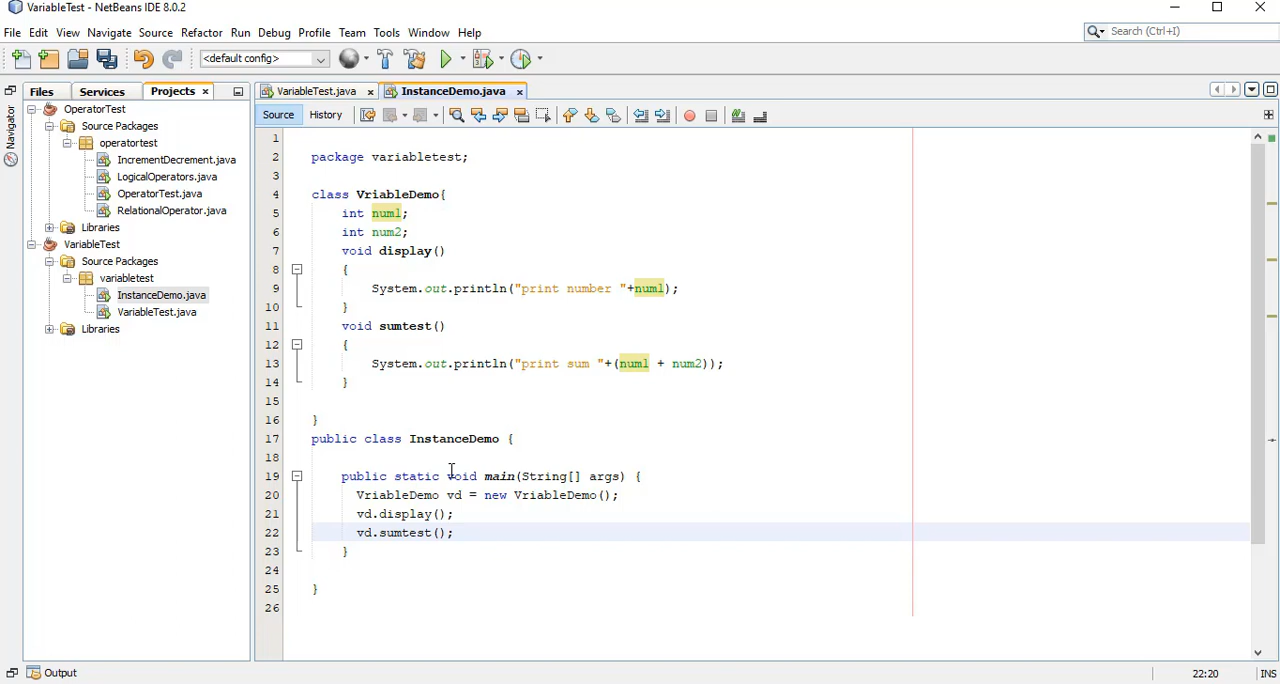 VariableTest - NetBeans IDE 8.0.2
File Edit View Navigate Source Refactor Run Debug Profile Team Tools Window Help
Search (Ctrl+I)
<default config>
Files Services Projects
VariableTest.java InstanceDemo.java
Navigator
Source History
OperatorTest
Source Packages
operatortest
IncrementDecrement.java
LogicalOperators.java
OperatorTest.java
RelationalOperator.java
Libraries
VariableTest
Source Packages
variabletest
InstanceDemo.java
VariableTest.java
Libraries
1
2 package variabletest;
3
4 class VriableDemo{
5 int num1;
6 int num2;
7 void display()
8 {
9 System.out.println("print number "+num1);
10 }
11 void sumtest()
12 {
13 System.out.println("print sum "+(num1 + num2));
14 }
15
16 }
17 public class InstanceDemo {
18
19 public static void main(String[] args) {
20 VriableDemo vd = new VriableDemo();
21 vd.display();
22 vd.sumtest();
23 }
24
25 }
26
Output
22:20 INS